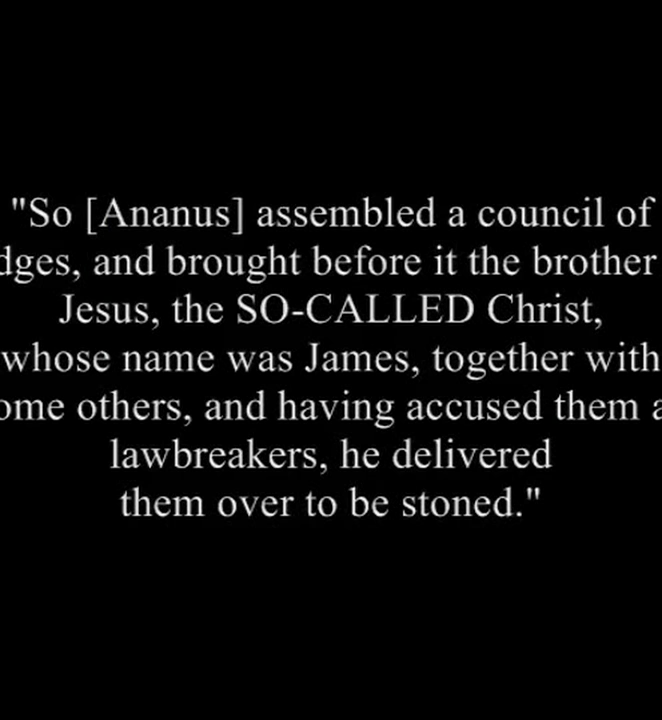 "So [Ananus] assembled a council of
dges, and brought before it the brother
Jesus, the SO-CALLED Christ,
whose name was James, together with
ome others, and having accused them a
lawbreakers, he delivered
them over to be stoned."